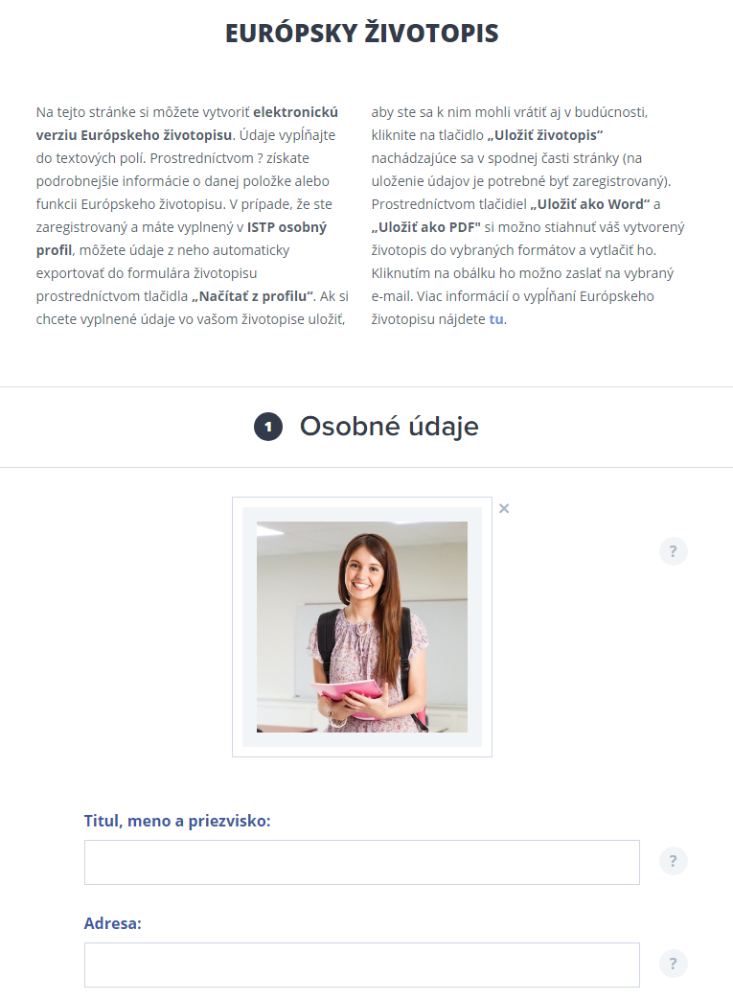 EURÓPSKY ŽIVOTOPIS
Na tejto stránke si môžete vytvoriť elektronickú
verziu Európskeho životopisu. Údaje vypĺňajte
do textových polí. Prostredníctvom ? získate
podrobnejšie informácie o danej položke alebo
funkcii Európskeho životopisu. V prípade, že ste
zaregistrovaný a máte vyplnený v ISTP osobný
profil, môžete údaje z neho automaticky
exportovať do formulára životopisu
prostredníctvom tlačidla „Načítať z profilu“. Ak si
chcete vyplnené údaje vo vašom životopise uložiť,
aby ste sa k nim mohli vrátiť aj v budúcnosti,
kliknite na tlačidlo „Uložiť životopis“
nachádzajúce sa v spodnej časti stránky (na
uloženie údajov je potrebné byť zaregistrovaný).
Prostredníctvom tlačidiel „Uložiť ako Word“ a
„Uložiť ako PDF" si možno stiahnuť váš vytvorený
životopis do vybraných formátov a vytlačiť ho.
Kliknutím na obálku ho možno zaslať na vybraný
e-mail. Viac informácií o vypĺňaní Európskeho
životopisu nájdete tu.
1 Osobné údaje
×
?
Titul, meno a priezvisko:
?
Adresa:
?